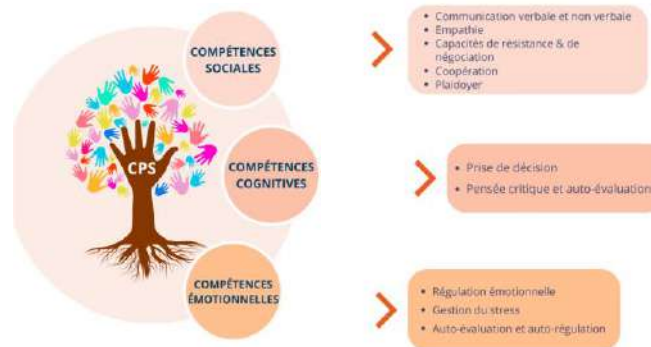 COMPÉTENCES
SOCIALES
• Communication verbale et non verbale
• Empathie
• Capacités de résistance & de
négociation
• Coopération
• Plaidoyer
CPS
COMPÉTENCES
COGNITIVES
• Prise de décision
• Pensée critique et auto-évaluation
COMPÉTENCES
ÉMOTIONNELLES
• Régulation émotionnelle
• Gestion du stress
• Auto-évaluation et auto-régulation